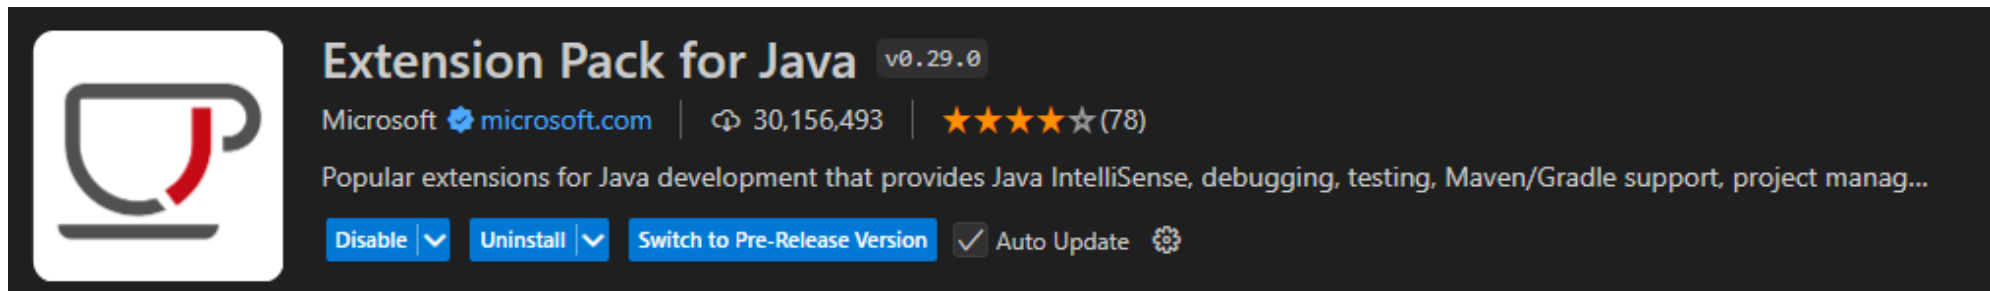 Extension Pack for Java v0.29.0
Microsoft microsoft.com 30,156,493 (78)
Popular extensions for Java development that provides Java IntelliSense, debugging, testing, Maven/Gradle support, project manag...
Disable Uninstall Switch to Pre-Release Version Auto Update